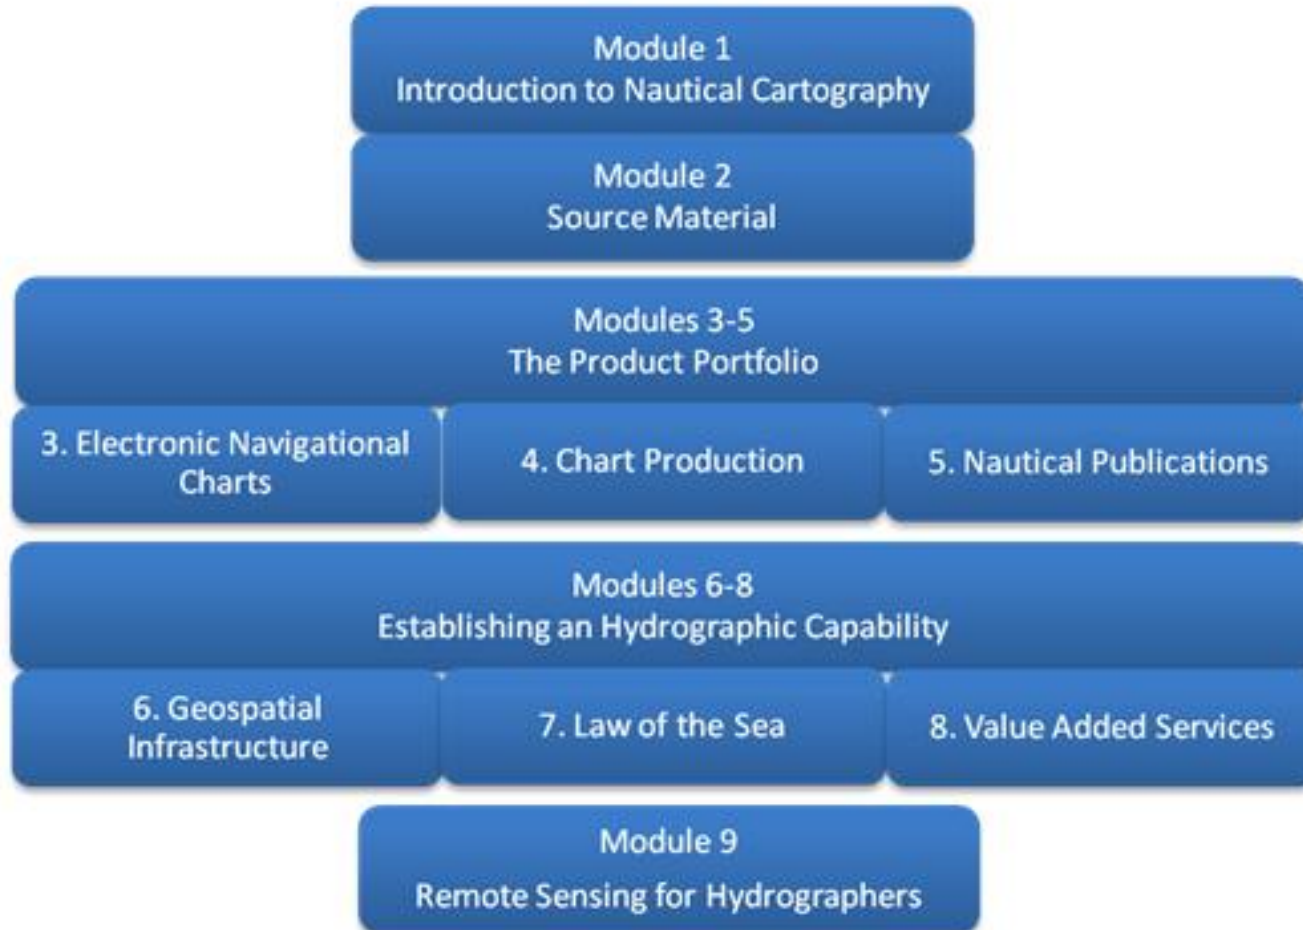 Module 1
Introduction to Nautical Cartography
Module 2
Source Material
Modules 3-5
The Product Portfolio
3. Electronic Navigational
Charts
4. Chart Production
5. Nautical Publications
Modules 6-8
Establishing an Hydrographic Capability
6. Geospatial
Infrastructure
7. Law of the Sea
8. Value Added Services
Module 9
Remote Sensing for Hydrographers